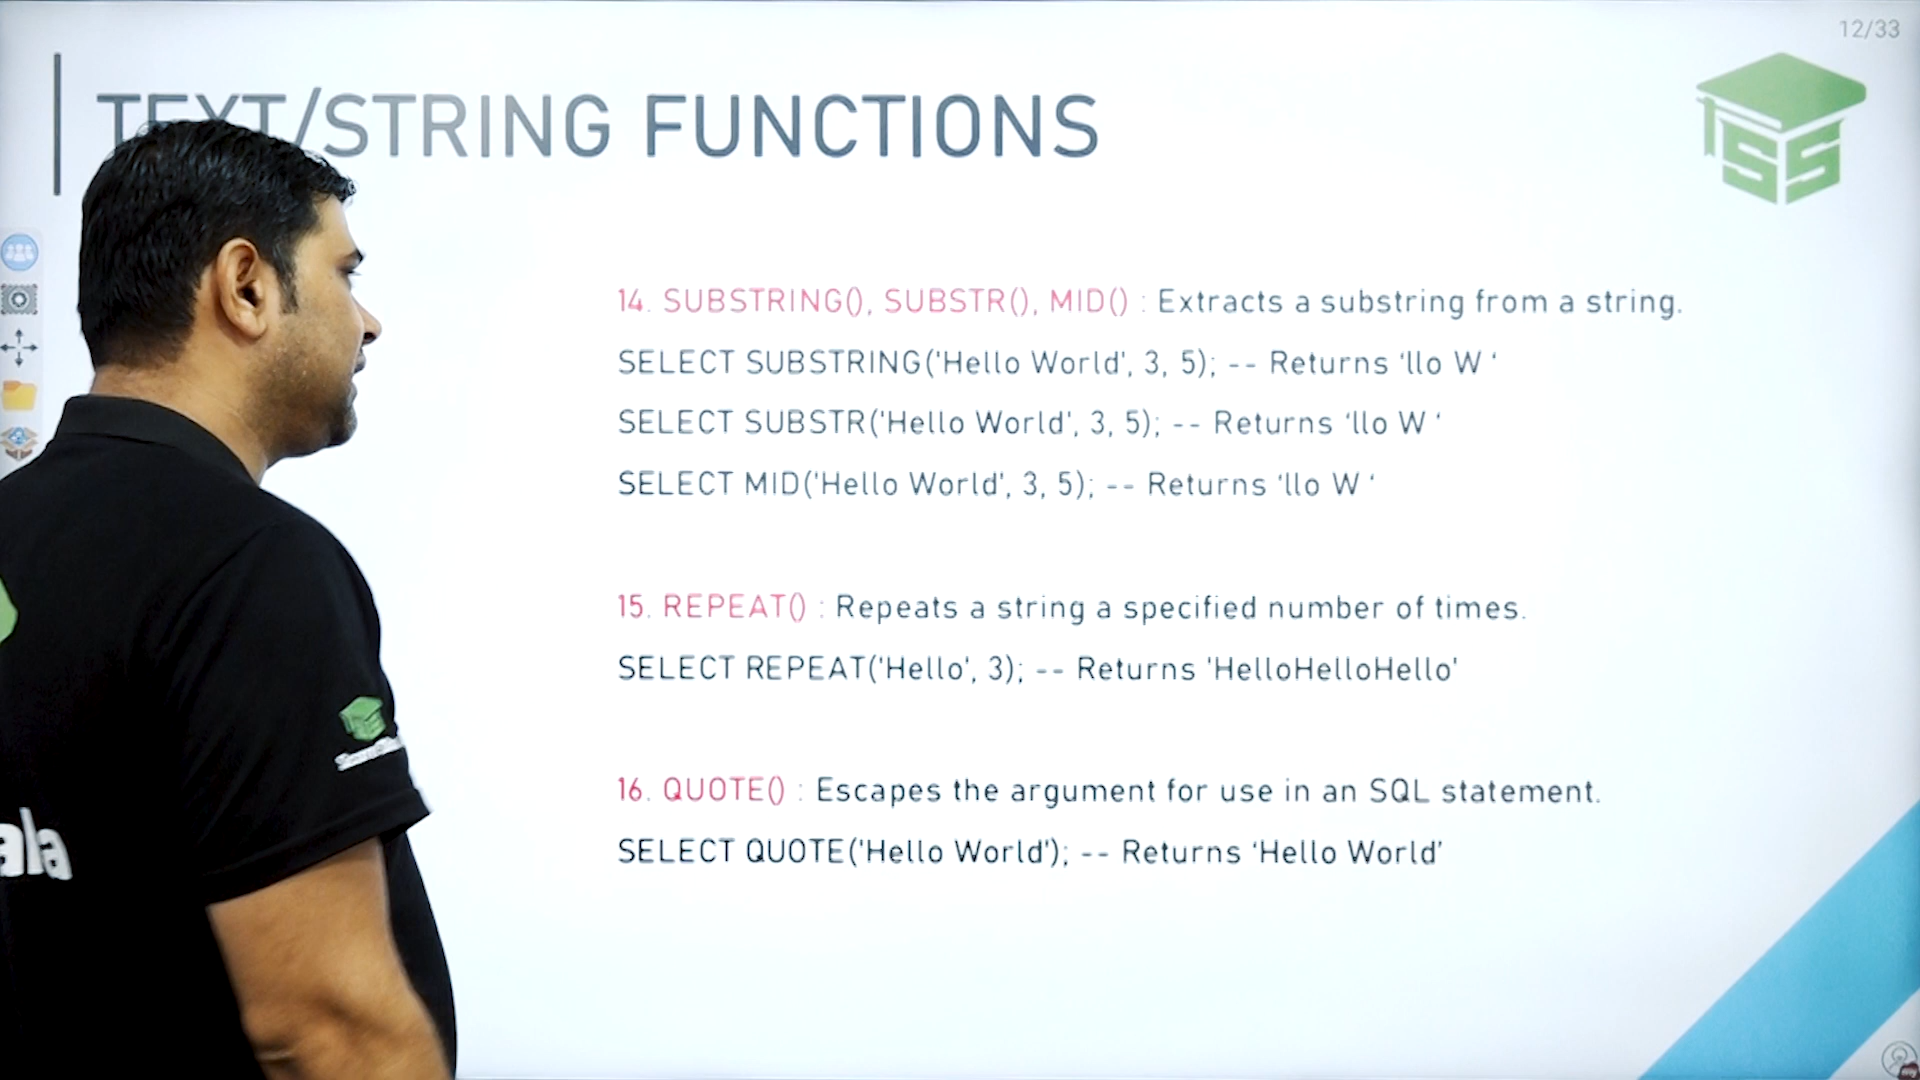 12/33
TEXT/STRING FUNCTIONS
SS
14. SUBSTRING(), SUBSTR(), MID() : Extracts a substring from a string.
SELECT SUBSTRING('Hello World', 3, 5); -- Returns ‘llo W ‘
SELECT SUBSTR('Hello World', 3, 5); -- Returns ‘llo W ‘
SELECT MID('Hello World', 3, 5); -- Returns ‘llo W ‘
15. REPEAT() : Repeats a string a specified number of times.
SELECT REPEAT('Hello', 3); -- Returns 'HelloHelloHello'
16. QUOTE() : Escapes the argument for use in an SQL statement.
SELECT QUOTE('Hello World'); -- Returns ‘Hello World’
ala